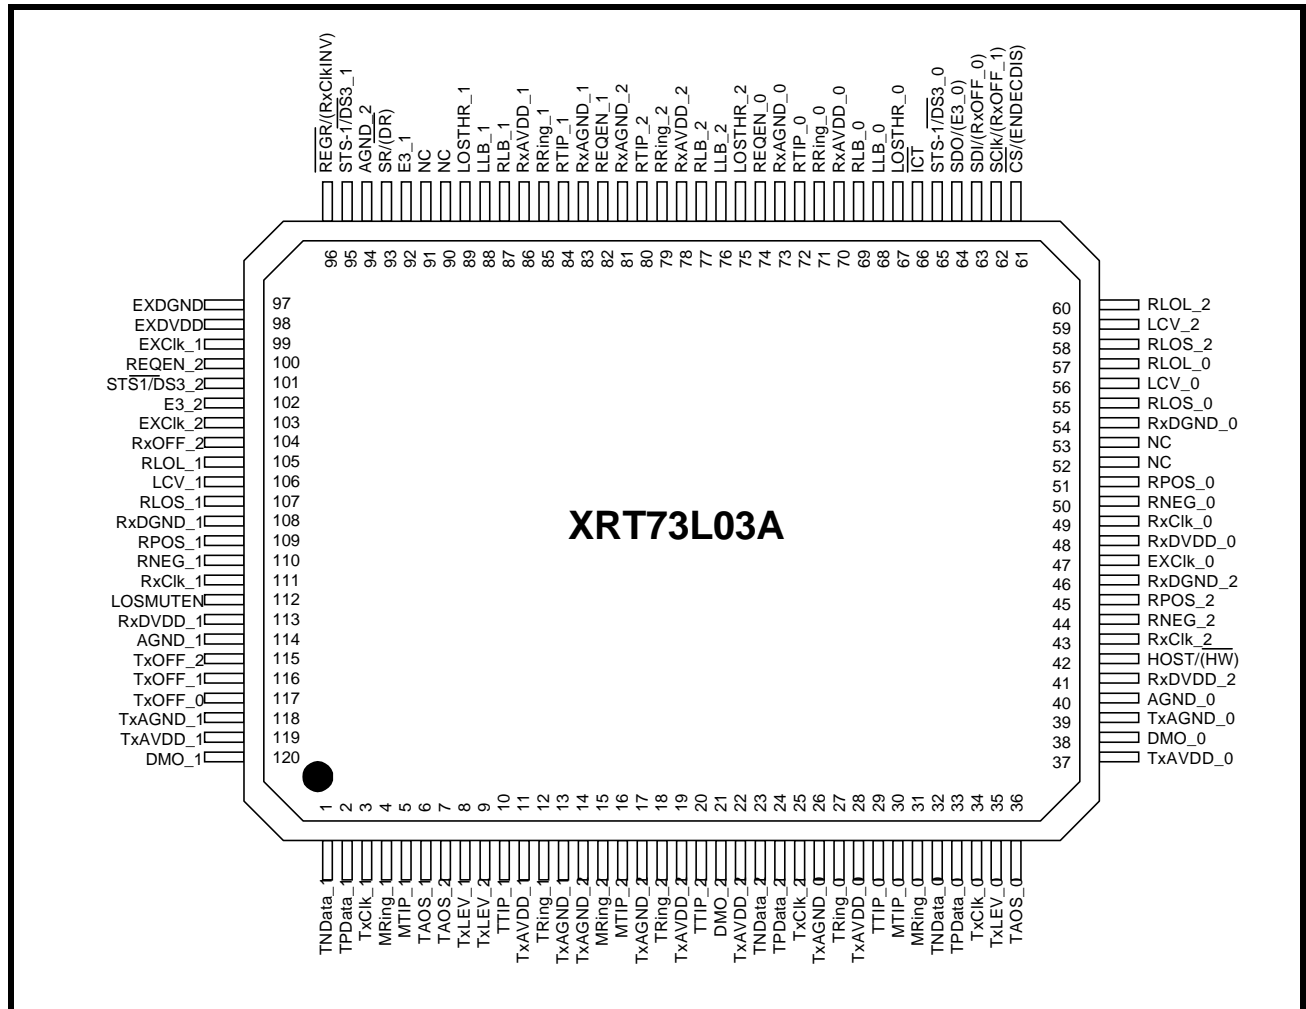 REGR/(RxClkINV)
STS-1/DS3_1
AGND_2
SR/(DR)
E3_1
NC
NC
LOSTHR_1
LLB_1
RLB_1
RxAVDD_1
RRing_1
RTIP_1
RxAGND_1
REQEN_1
RxAGND_2
RTIP_2
RRing_2
RxAVDD_2
RLB_2
LLB_2
LOSTHR_2
REQEN_0
RxAGND_0
RTIP_0
RRing_0
RxAVDD_0
RLB_0
LLB_0
LOSTHR_0
ICT
STS-1/DS3_0
SDO/(E3_0)
SDI/(RxOFF_0)
SClk/(RxOFF_1)
CS/(ENDECDIS)
96 95 94 93 92 91 90 89 88 87 86 85 84 83 82 81 80 79 78 77 76 75 74 73 72 71 70 69 68 67 66 65 64 63 62 61
EXDGND 97
EXDVDD 98
EXClk_1 99
REQEN_2 100
STS1/DS3_2 101
E3_2 102
EXClk_2 103
RxOFF_2 104
RLOL_1 105
LCV_1 106
RLOS_1 107
RxDGND_1 108
RPOS_1 109
RNEG_1 110
RxClk_1 111
LOSMUTEN 112
RxDVDD_1 113
AGND_1 114
TxOFF_2 115
TxOFF_1 116
TxOFF_0 117
TxAGND_1 118
TxAVDD_1 119
DMO_1 120
XRT73L03A
60 RLOL_2
59 LCV_2
58 RLOS_2
57 RLOL_0
56 LCV_0
55 RLOS_0
54 RxDGND_0
53 NC
52 NC
51 RPOS_0
50 RNEG_0
49 RxClk_0
48 RxDVDD_0
47 EXClk_0
46 RxDGND_2
45 RPOS_2
44 RNEG_2
43 RxClk_2
42 HOST/(HW)
41 RxDVDD_2
40 AGND_0
39 TxAGND_0
38 DMO_0
37 TxAVDD_0
1 2 3 4 5 6 7 8 9 10 11 12 13 14 15 16 17 18 19 20 21 22 23 24 25 26 27 28 29 30 31 32 33 34 35 36
TNData_1
TPData_1
TxClk_1
MRing_1
MTIP_1
TAOS_1
TAOS_2
TxLEV_1
TxLEV_2
TTIP_1
TxAVDD_1
TRing_1
TxAGND_1
TxAGND_2
MRing_2
MTIP_2
TxAGND_2
TRing_2
TxAVDD_2
TTIP_2
DMO_2
TxAVDD_2
TNData_2
TPData_2
TxClk_2
TxAGND_0
TRing_0
TxAVDD_0
TTIP_0
MTIP_0
MRing_0
TNData_0
TPData_0
TxClk_0
TxLEV_0
TAOS_0